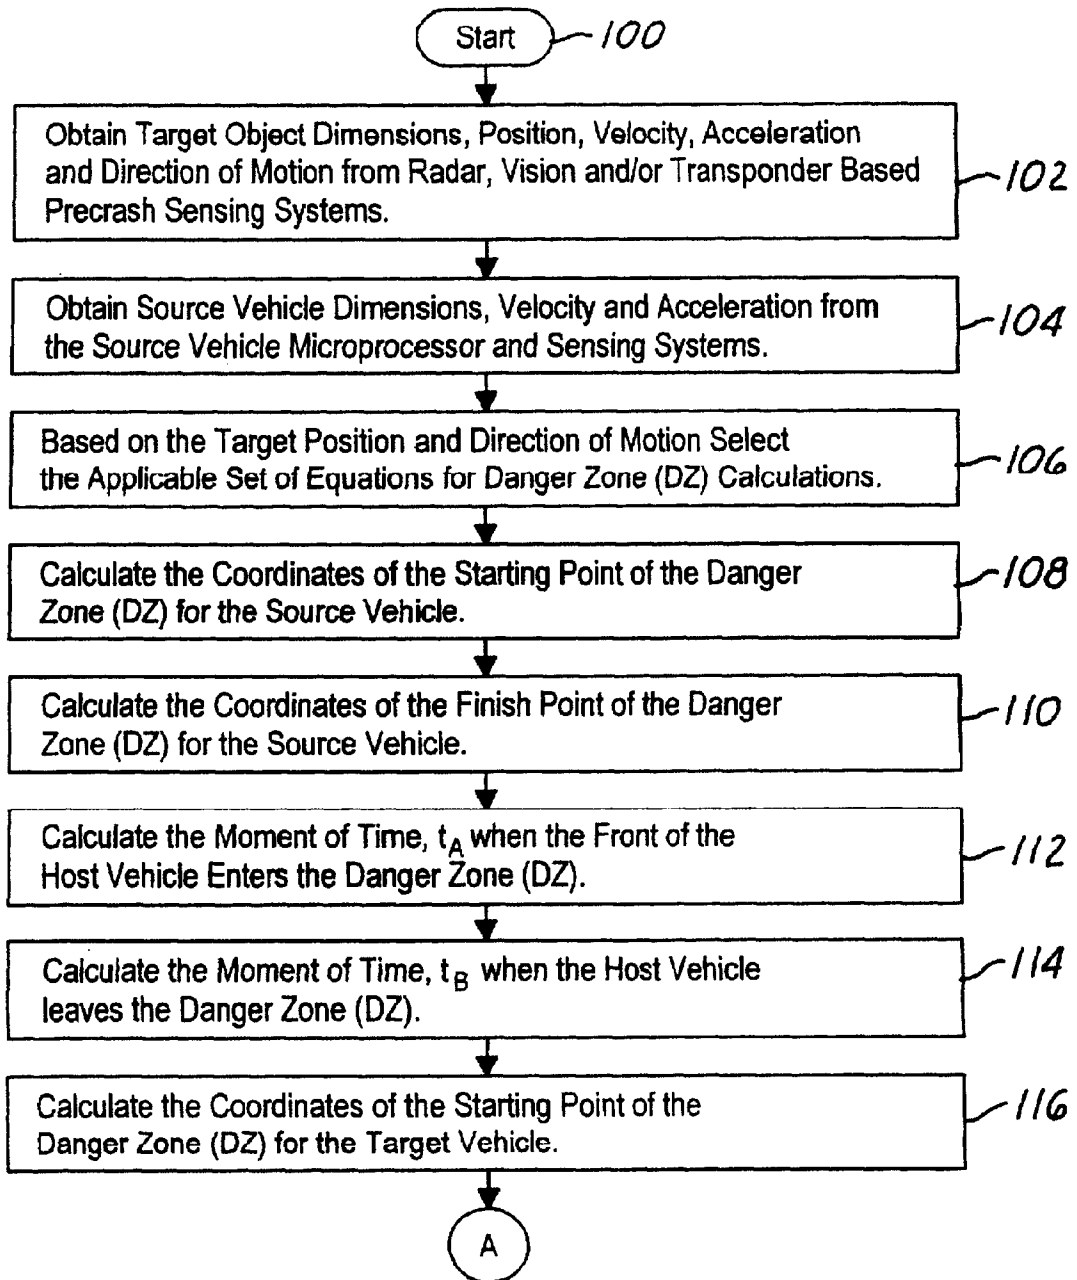 Start 100
Obtain Target Object Dimensions, Position, Velocity, Acceleration
and Direction of Motion from Radar, Vision and/or Transponder Based
Precrash Sensing Systems.
102
Obtain Source Vehicle Dimensions, Velocity and Acceleration from
the Source Vehicle Microprocessor and Sensing Systems.
104
Based on the Target Position and Direction of Motion Select
the Applicable Set of Equations for Danger Zone (DZ) Calculations.
106
Calculate the Coordinates of the Starting Point of the Danger
Zone (DZ) for the Source Vehicle.
108
Calculate the Coordinates of the Finish Point of the Danger
Zone (DZ) for the Source Vehicle.
110
Calculate the Moment of Time, tA when the Front of the
Host Vehicle Enters the Danger Zone (DZ).
112
Calculate the Moment of Time, tB when the Host Vehicle
leaves the Danger Zone (DZ).
114
Calculate the Coordinates of the Starting Point of the
Danger Zone (DZ) for the Target Vehicle.
116
A